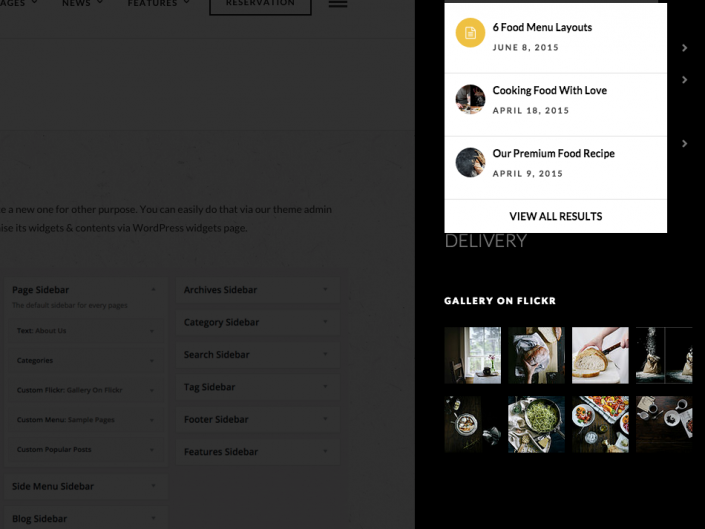 NEWS
FEATURES
RESERVATION
e a new one for other purpose. You can easily do that via our theme admin
ise its widgets & contents via WordPress widgets page.
Page Sidebar
The default sidebar for every pages
Text: About Us
Categories
Custom Flickr: Gallery On Flickr
Custom Menu: Sample Pages
Custom Popular Posts
Side Menu Sidebar
Blog Sidebar
Archives Sidebar
Category Sidebar
Search Sidebar
Tag Sidebar
Footer Sidebar
Features Sidebar
6 Food Menu Layouts
JUNE 8, 2015
Cooking Food With Love
APRIL 18, 2015
Our Premium Food Recipe
APRIL 9, 2015
VIEW ALL RESULTS
DELIVERY
GALLERY ON FLICKR